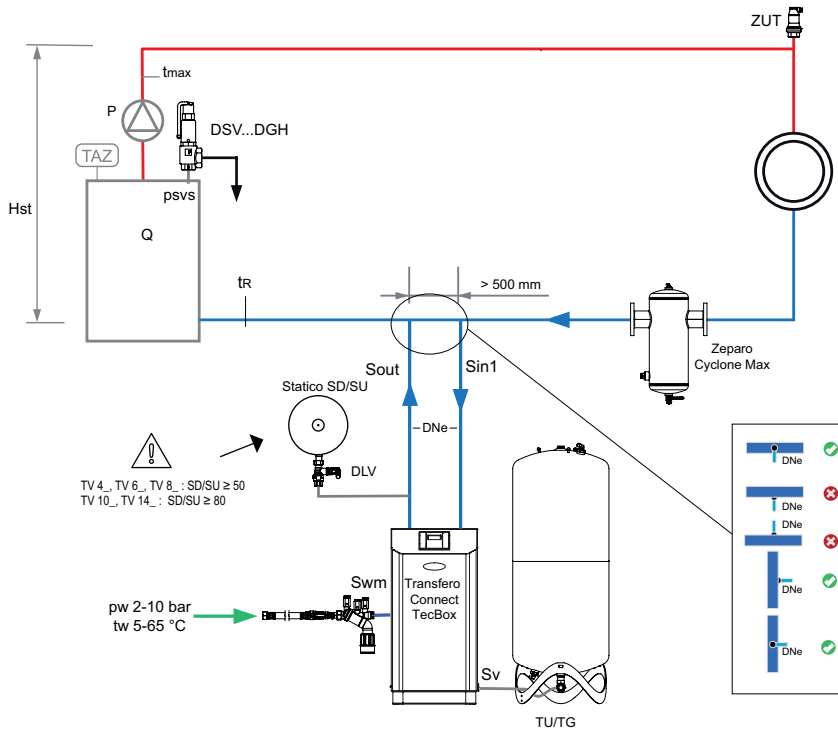 ZUT
tmax
P
DSV...DGH
TAZ
psvs
Hst
Q
tR
> 500 mm
Zeparo
Cyclone Max
Sout
Sin1
Statico SD/SU
DNe
DLV
TV 4_, TV 6_, TV 8_ : SD/SU ≥ 50
TV 10_, TV 14_ : SD/SU ≥ 80
DNe
DNe
DNe
DNe
DNe
Swm
Transfero
Connect
TecBox
pw 2-10 bar
tw 5-65 °C
Sv
TU/TG